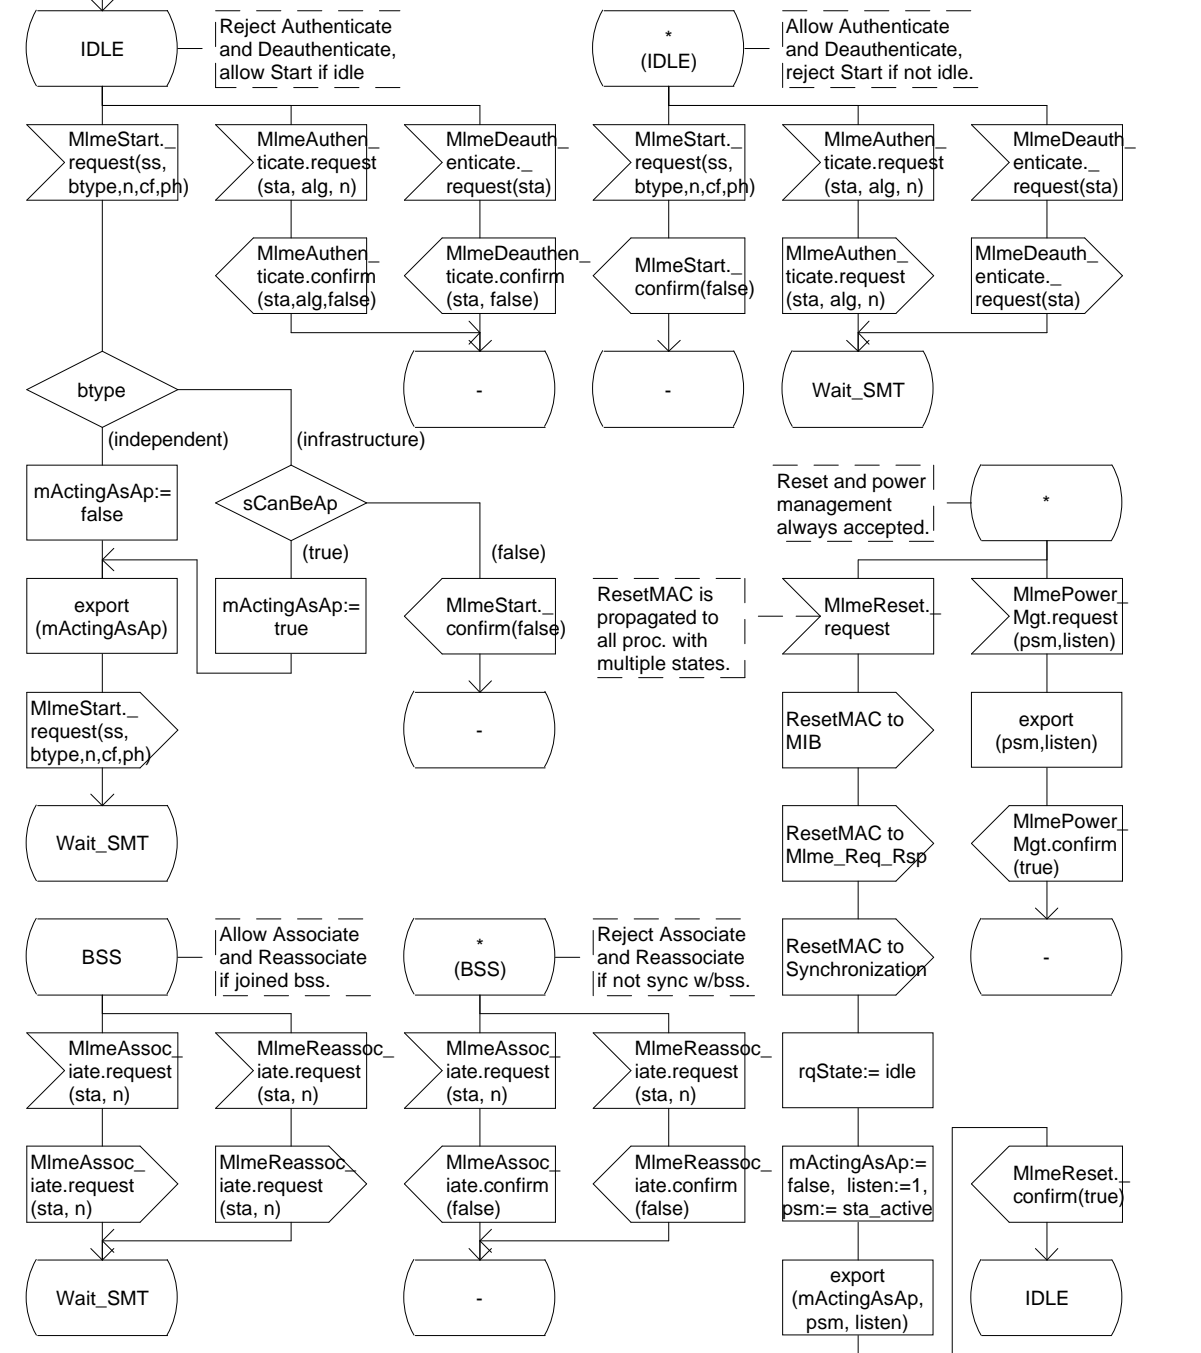 IDLE
Reject Authenticate
and Deauthenticate,
allow Start if idle
*
(IDLE)
Allow Authenticate
and Deauthenticate,
reject Start if not idle.
MlmeStart._
request(ss,
btype,n,cf,ph)
MlmeAuthen_
ticate.request
(sta, alg, n)
MlmeDeauth_
enticate._
request(sta)
MlmeStart._
request(ss,
btype,n,cf,ph)
MlmeAuthen_
ticate.request
(sta, alg, n)
MlmeDeauth_
enticate._
request(sta)
MlmeAuthen_
ticate.confirm
(sta,alg,false)
MlmeDeauthen_
ticate.confirm
(sta, false)
MlmeStart._
confirm(false)
MlmeAuthen_
ticate.request
(sta, alg, n)
MlmeDeauth_
enticate._
request(sta)
btype
-
-
Wait_SMT
(independent)
(infrastructure)
mActingAsAp:=
false
sCanBeAp
Reset and power
management
always accepted.
*
(true)
(false)
export
(mActingAsAp)
mActingAsAp:=
true
MlmeStart._
confirm(false)
ResetMAC is
propagated to
all proc. with
multiple states.
MlmeReset._
request
MlmePower_
Mgt.request
(psm,listen)
MlmeStart._
request(ss,
btype,n,cf,ph)
-
ResetMAC to
MIB
export
(psm,listen)
Wait_SMT
ResetMAC to
Mlme_Req_Rsp
MlmePower_
Mgt.confirm
(true)
BSS
Allow Associate
and Reassociate
if joined bss.
*
(BSS)
Reject Associate
and Reassociate
if not sync w/bss.
ResetMAC to
Synchronization
-
MlmeAssoc_
iate.request
(sta, n)
MlmeReassoc_
iate.request
(sta, n)
MlmeAssoc_
iate.request
(sta, n)
MlmeReassoc_
iate.request
(sta, n)
rqState:= idle
MlmeAssoc_
iate.request
(sta, n)
MlmeReassoc_
iate.request
(sta, n)
MlmeAssoc_
iate.confirm
(false)
MlmeReassoc_
iate.confirm
(false)
mActingAsAp:=
false, listen:=1,
psm:= sta_active
MlmeReset._
confirm(true)
Wait_SMT
-
export
(mActingAsAp,
psm, listen)
IDLE